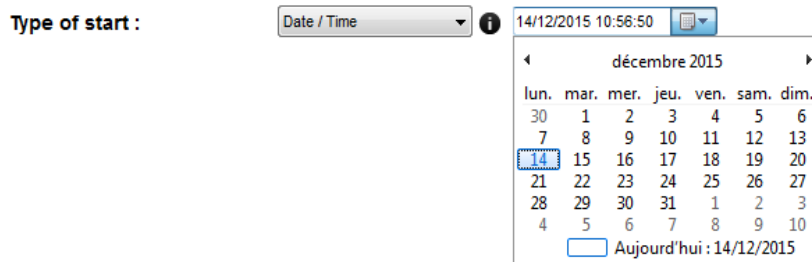 Type of start : Date / Time 14/12/2015 10:56:50
décembre 2015
lun. mar. mer. jeu. ven. sam. dim.
30 1 2 3 4 5 6
7 8 9 10 11 12 13
14 15 16 17 18 19 20
21 22 23 24 25 26 27
28 29 30 31 1 2 3
4 5 6 7 8 9 10
Aujourd'hui : 14/12/2015